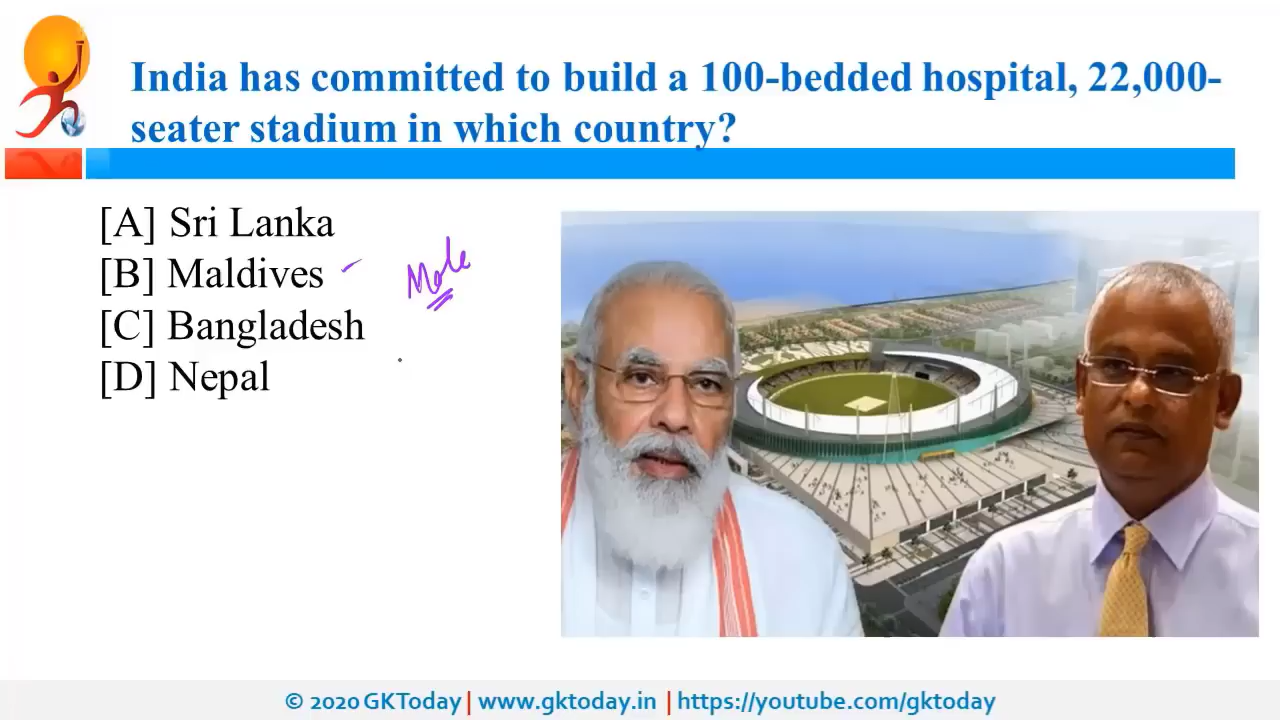 India has committed to build a 100-bedded hospital, 22,000-
seater stadium in which country?
[A] Sri Lanka
[B] Maldives
Male
[C] Bangladesh
[D] Nepal
© 2020 GKToday | www.gktoday.in | https://youtube.com/gktoday